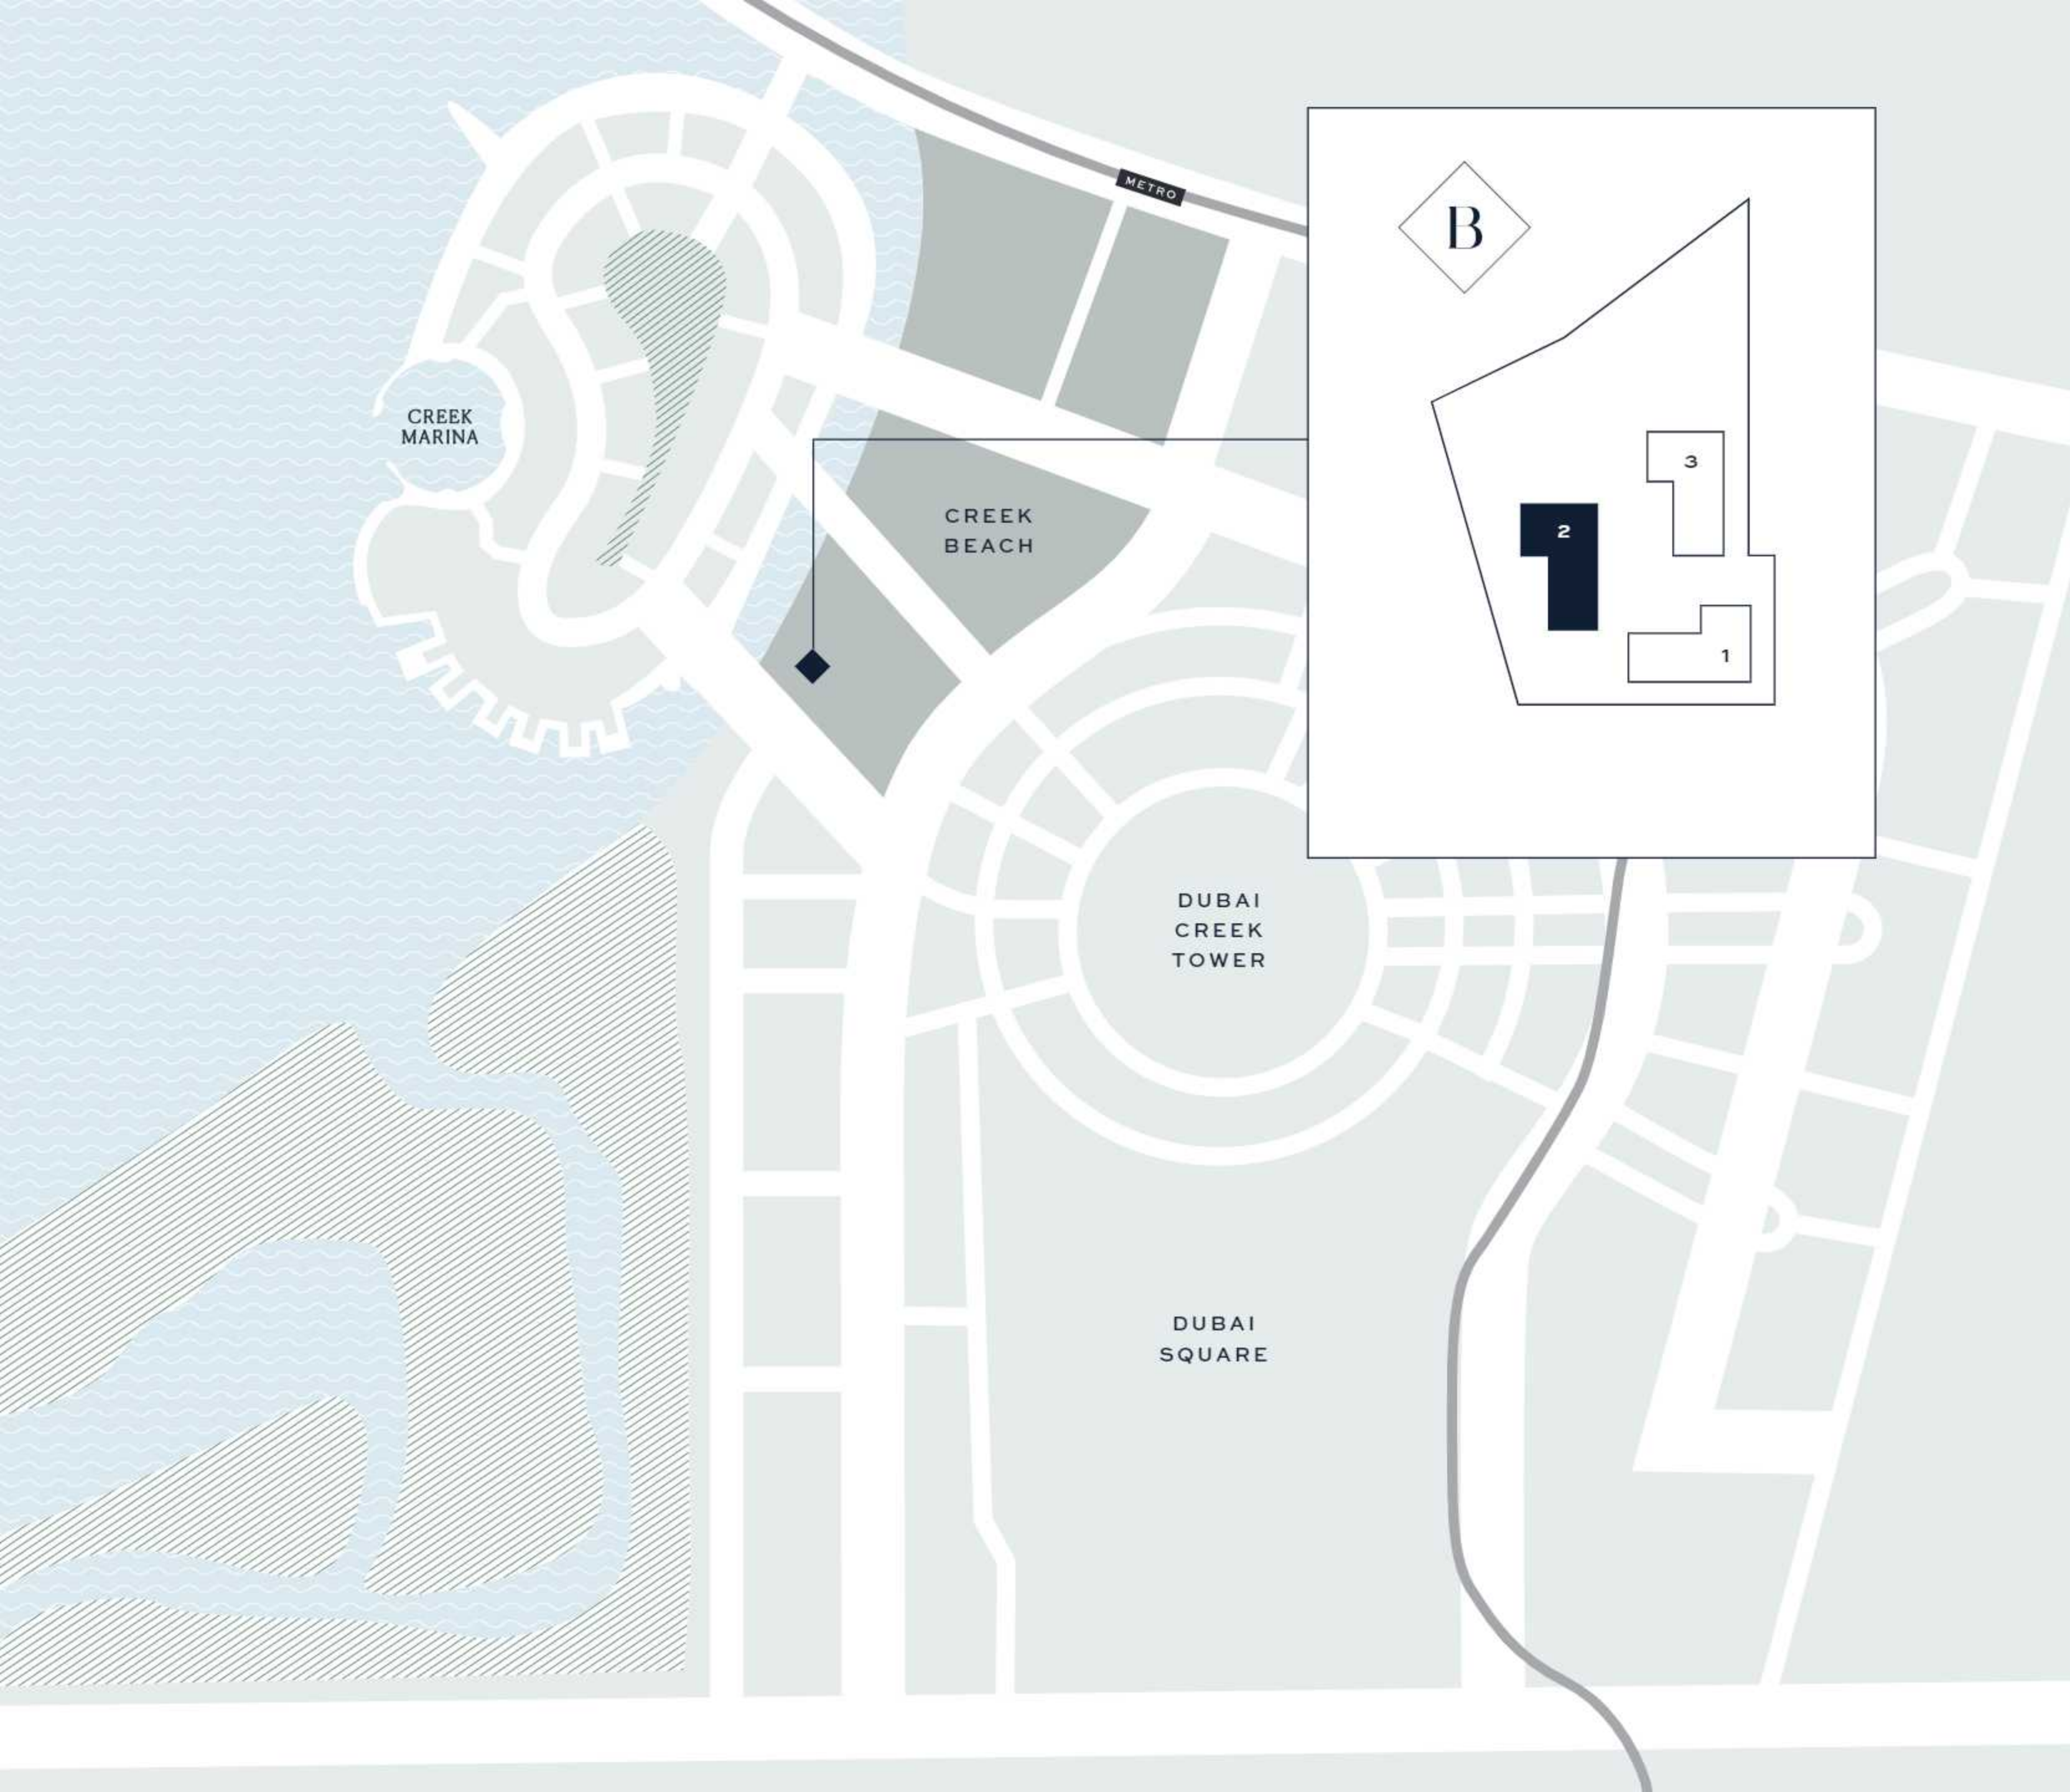 METRO
B
CREEK
MARINA
3
CREEK
BEACH
2
1
DUBAI
CREEK
TOWER
DUBAI
SQUARE